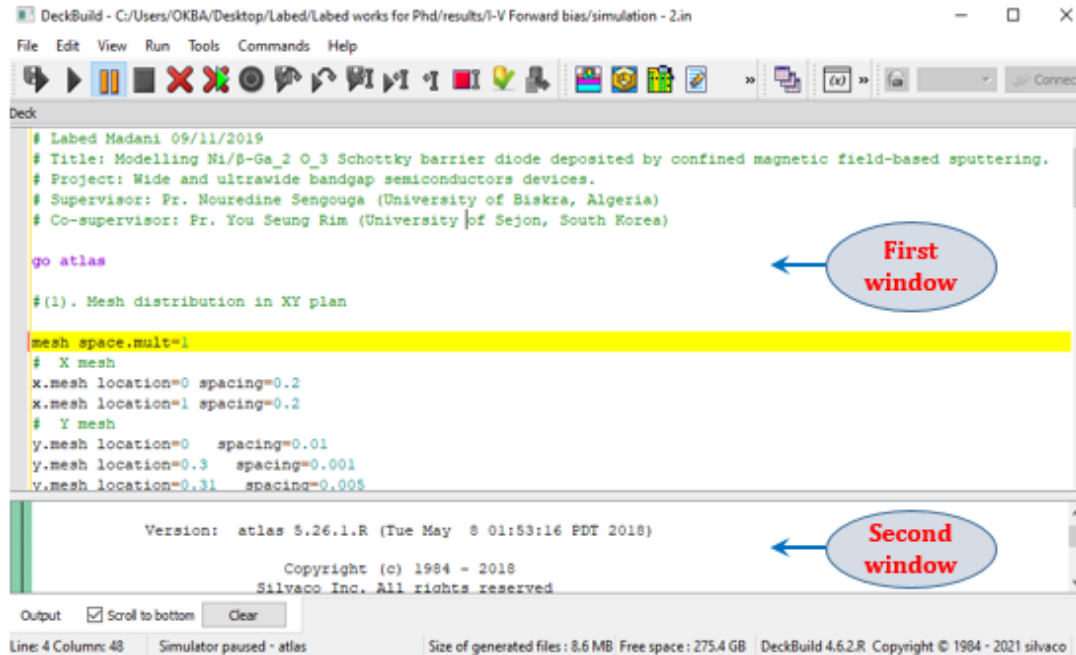 DeckBuild - C:/Users/OKBA/Desktop/Labed/Labed works for Phd/results/I-V Forward bias/simulation - 2.in
File Edit View Run Tools Commands Help
(x)
Connec
Deck
# Labed Madani 09/11/2019
# Title: Modelling Ni/β-Ga_2 O_3 Schottky barrier diode deposited by confined magnetic field-based sputtering.
# Project: Wide and ultrawide bandgap semiconductors devices.
# Supervisor: Pr. Nouredine Sengouga (University of Biskra, Algeria)
# Co-supervisor: Pr. You Seung Rim (University of Sejon, South Korea)
go atlas
First
window
#(1). Mesh distribution in XY plan
mesh space.mult=1
# X mesh
x.mesh location=0 spacing=0.2
x.mesh location=1 spacing=0.2
# Y mesh
y.mesh location=0 spacing=0.01
y.mesh location=0.3 spacing=0.001
y.mesh location=0.31 spacing=0.005
Version: atlas 5.26.1.R (Tue May 8 01:53:16 PDT 2018)
Second
window
Copyright (c) 1984 - 2018
Silvaco Inc. All rights reserved
Output Scroll to bottom Clear
Line: 4 Column: 48 Simulator paused - atlas Size of generated files : 8.6 MB Free space : 275.4 GB DeckBuild 4.6.2.R Copyright © 1984 - 2021 silvaco